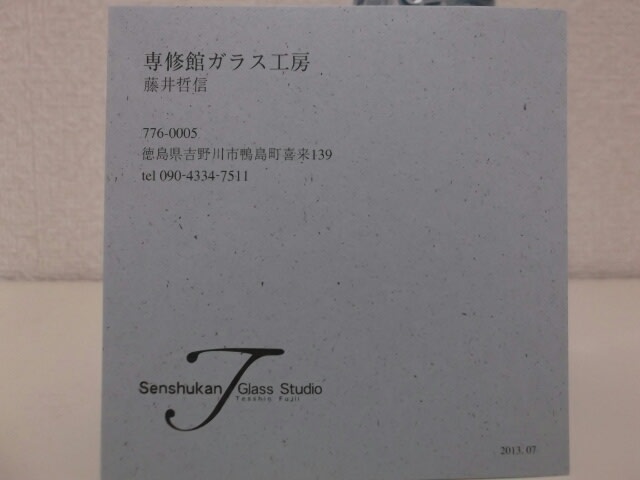 専修館ガラス工房
藤井哲信
776-0005
徳島県吉野川市鴨島町喜来139
tel 090-4334-7511
Senshukan J Glass Studio
Tesshin Fujii
2013. 07